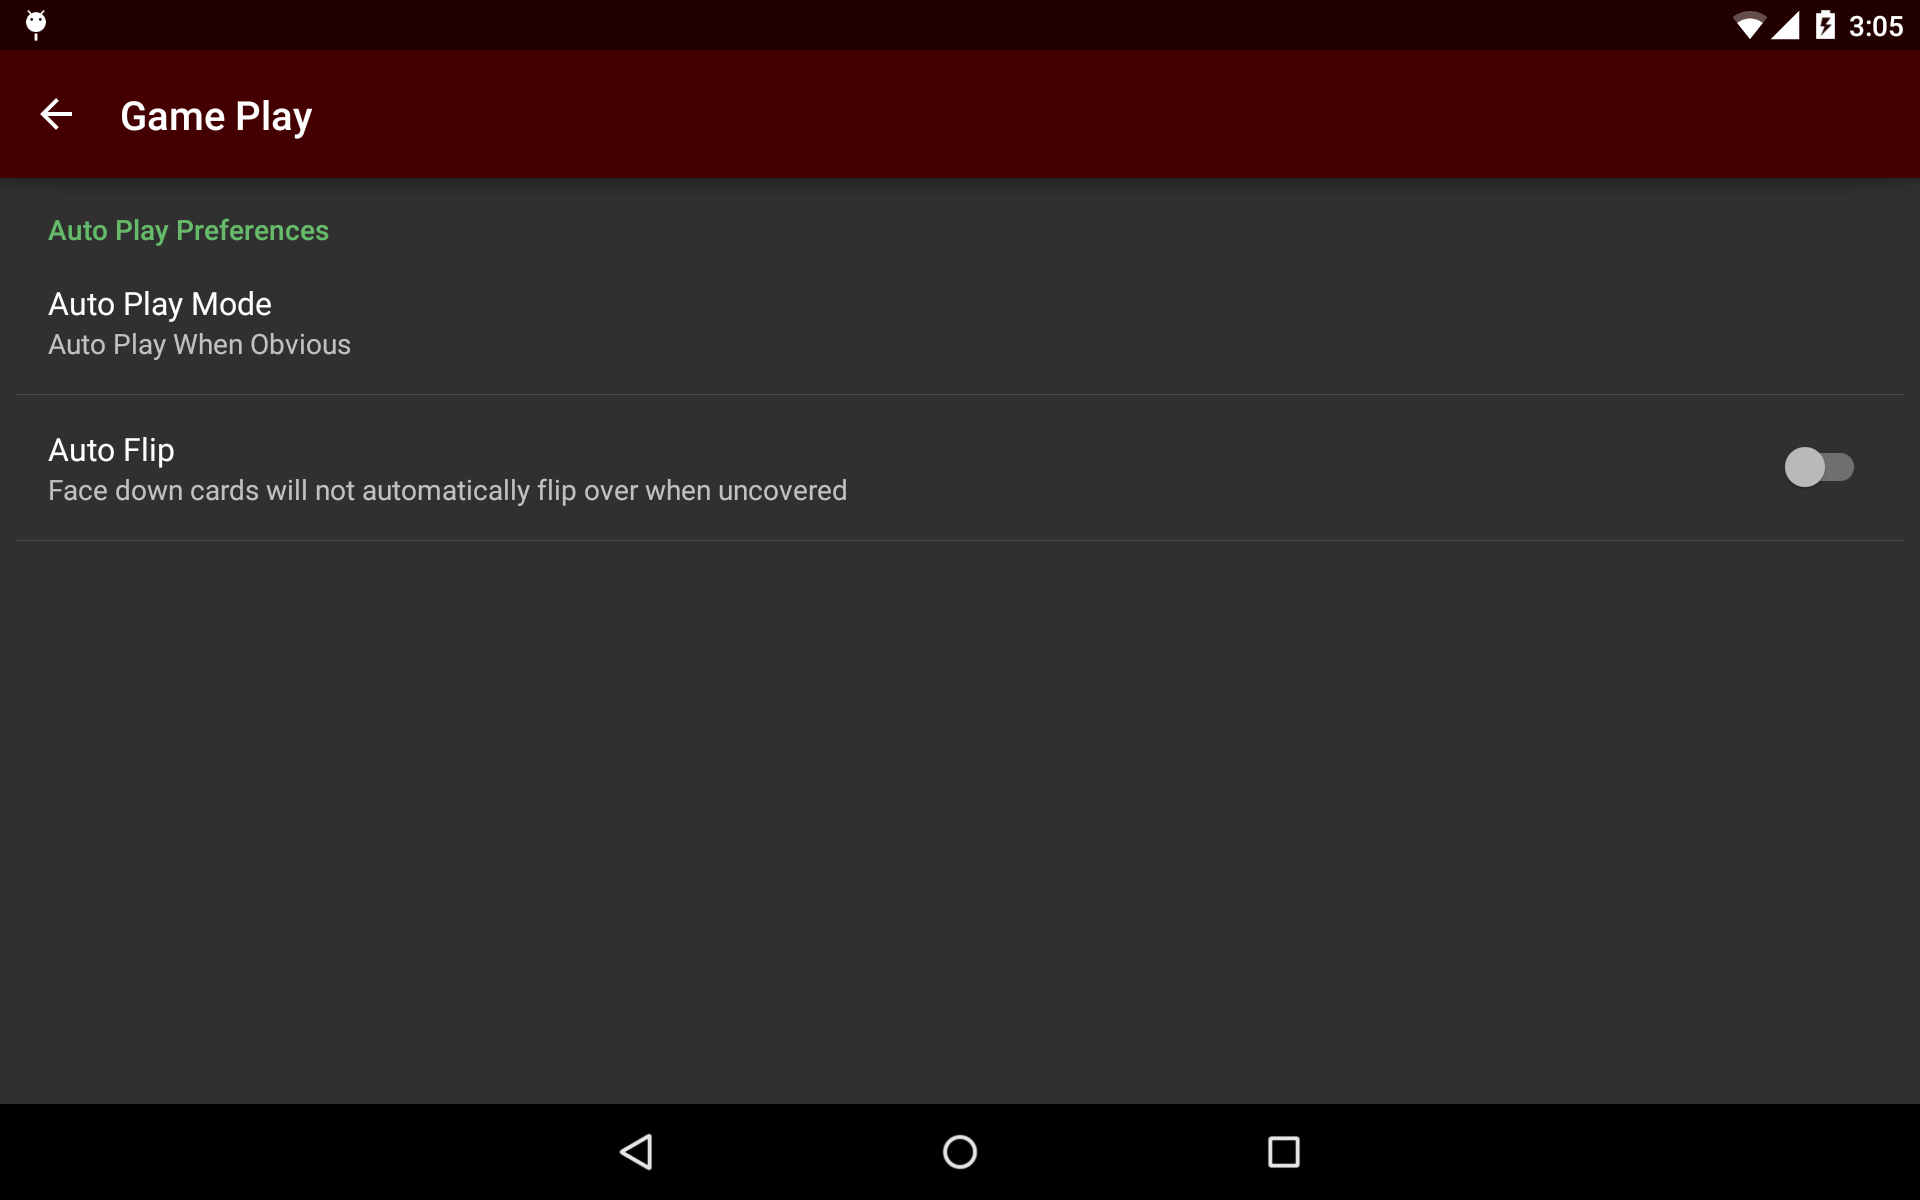 3:05
Game Play
Auto Play Preferences
Auto Play Mode
Auto Play When Obvious
Auto Flip
Face down cards will not automatically flip over when uncovered